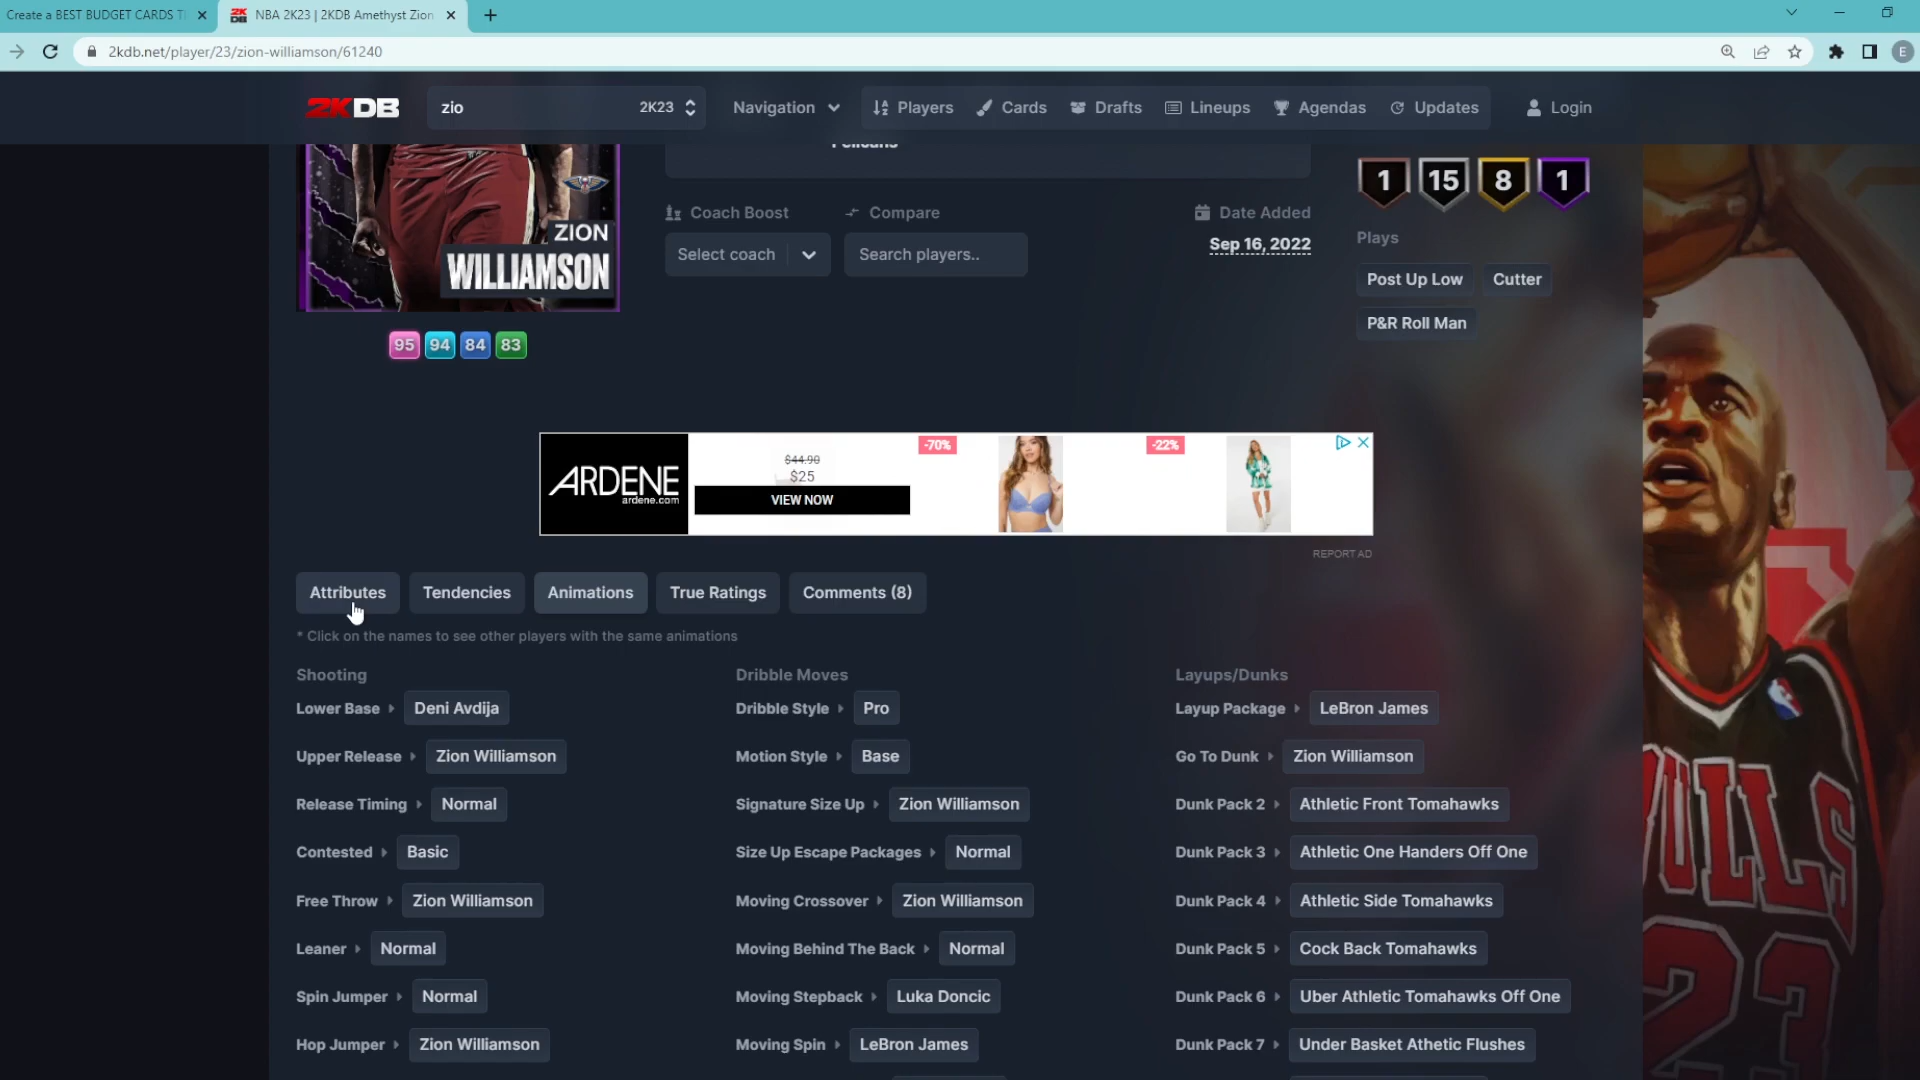 Create a BEST BUDGET CARDS
NBA 2K23 | 2KDB Amethyst Zion
2kdb.net/player/23/zion-williamson/61240
E
2KDB
zio
2K23
Navigation
Players
Cards
Drafts
Lineups
Agendas
Updates
Login
Pelicans
ZION
WILLIAMSON
95 94 84 83
Coach Boost
Select coach
Compare
Search players..
Date Added
Sep 16, 2022
1 15 8 1
Plays
Post Up Low
Cutter
P&R Roll Man
ARDENE
ardene.com
$44.90
$25
VIEW NOW
-70%
-22%
REPORT AD
Attributes
Tendencies
Animations
True Ratings
Comments (8)
* Click on the names to see other players with the same animations
Shooting
Lower Base Deni Avdija
Upper Release Zion Williamson
Release Timing Normal
Contested Basic
Free Throw Zion Williamson
Leaner Normal
Spin Jumper Normal
Hop Jumper Zion Williamson
Dribble Moves
Dribble Style Pro
Motion Style Base
Signature Size Up Zion Williamson
Size Up Escape Packages Normal
Moving Crossover Zion Williamson
Moving Behind The Back Normal
Moving Stepback Luka Doncic
Moving Spin LeBron James
Layups/Dunks
Layup Package LeBron James
Go To Dunk Zion Williamson
Dunk Pack 2 Athletic Front Tomahawks
Dunk Pack 3 Athletic One Handers Off One
Dunk Pack 4 Athletic Side Tomahawks
Dunk Pack 5 Cock Back Tomahawks
Dunk Pack 6 Uber Athletic Tomahawks Off One
Dunk Pack 7 Under Basket Athetic Flushes
23